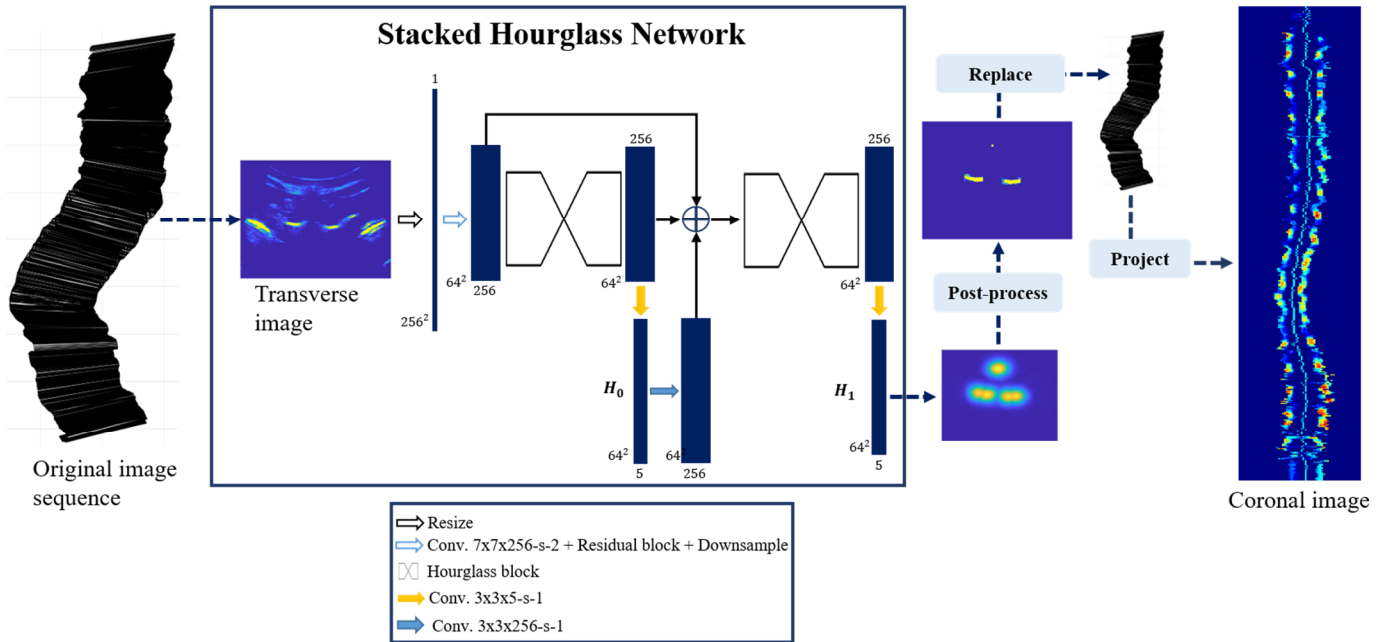 Stacked Hourglass Network
1
256²
Transverse
image
64²
256
256
64²
H₀
64²
5
64²
256
256
64²
H₁
64²
5
Original image
sequence
Replace
Post-process
Project
Coronal image
Resize
Conv. 7x7x256-s-2 + Residual block + Downsample
Hourglass block
Conv. 3x3x5-s-1
Conv. 3x3x256-s-1